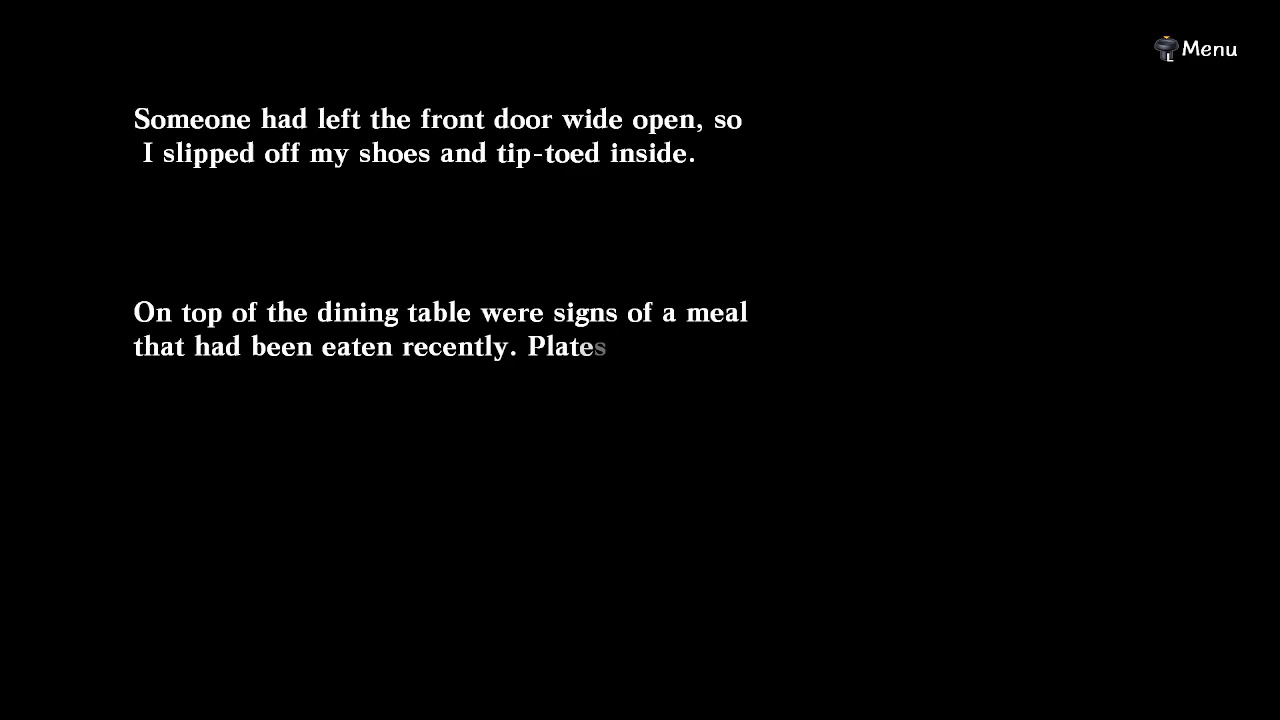 L Menu
Someone had left the front door wide open, so
I slipped off my shoes and tip-toed inside.
On top of the dining table were signs of a meal
that had been eaten recently. Plates